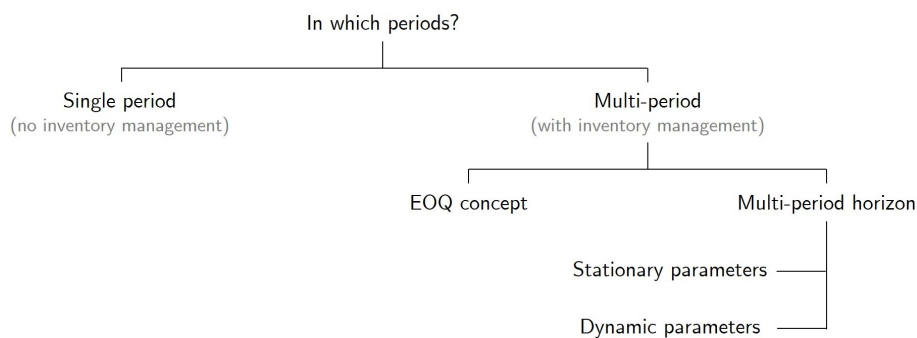 In which periods?
Single period
(no inventory management)
Multi-period
(with inventory management)
EOQ concept
Multi-period horizon
Stationary parameters
Dynamic parameters